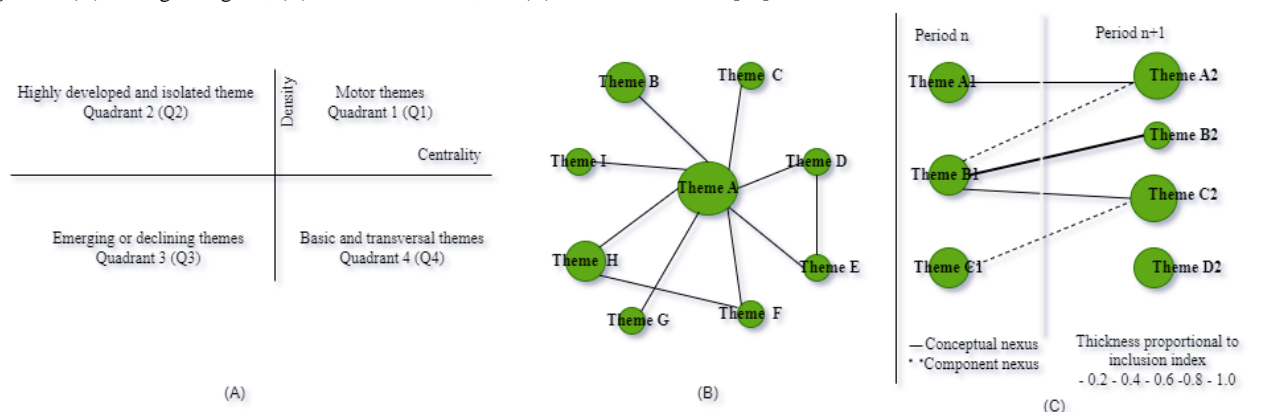 Highly developed and isolated theme
Quadrant 2 (Q2)
Density
Motor themes
Quadrant 1 (Q1)
Centrality
Emerging or declining themes
Quadrant 3 (Q3)
Basic and transversal themes
Quadrant 4 (Q4)
(A)
Theme B
Theme C
Theme I
Theme D
Theme A
Theme H
Theme E
Theme G
Theme F
(B)
Period n
Period n+1
Theme A1
Theme A2
Theme B2
Theme B1
Theme C2
Theme C1
Theme D2
—Conceptual nexus
* *Component nexus
Thickness proportional to
inclusion index
- 0.2 - 0.4 - 0.6 -0.8 - 1.0
(C)